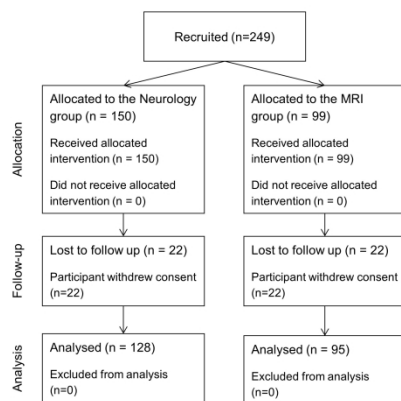 Recruited (n=249)
Allocated to the Neurology
group (n = 150)
Received allocated
intervention (n = 150)
Did not receive allocated
intervention (n = 0)
Allocated to the MRI
group (n = 99)
Received allocated
intervention (n = 99)
Did not receive allocated
intervention (n = 0)
Allocation
Lost to follow up (n = 22)
Participant withdrew consent
(n=22)
Lost to follow up (n = 22)
Participant withdrew consent
(n=22)
Follow-up
Analysed (n = 128)
Excluded from analysis
(n=0)
Analysed (n = 95)
Excluded from analysis
(n=0)
Analysis